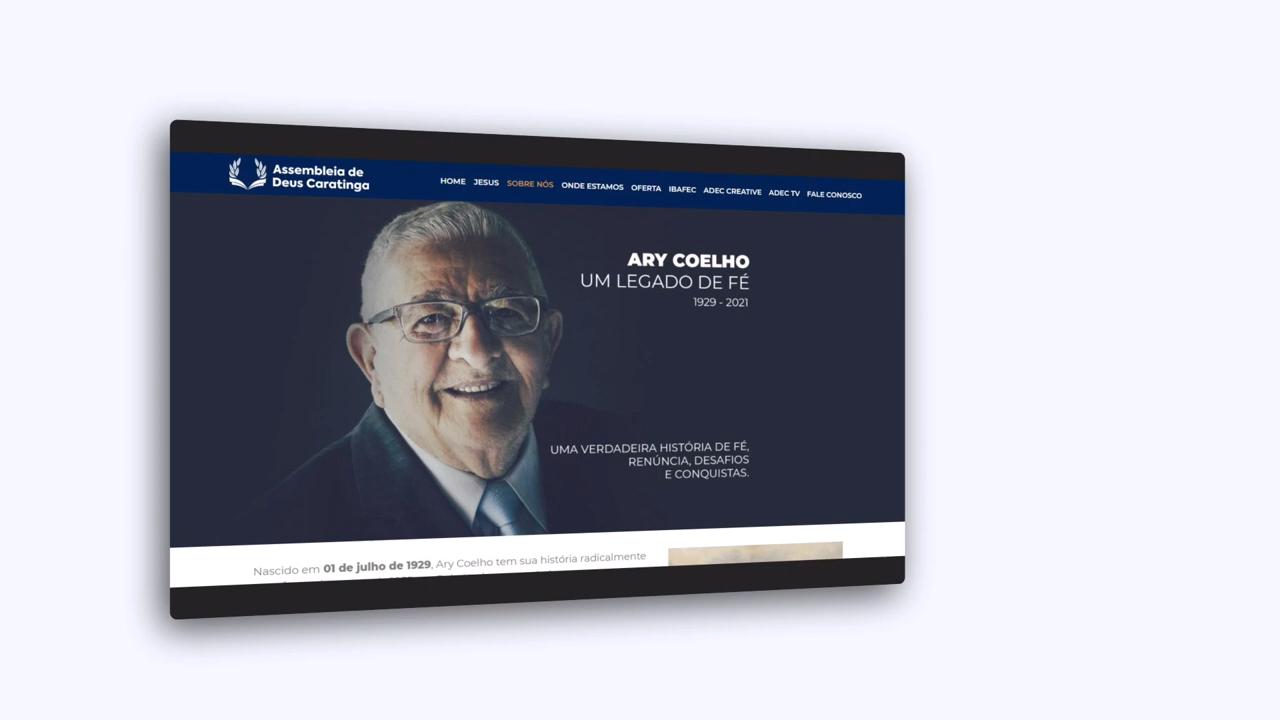 Assembleia de
Deus Caratinga
HOME JESUS SOBRE NÓS ONDE ESTAMOS OFERTA IBAFEC ADEC CREATIVE ADEC TV FALE CONOSCO
ARY COELHO
UM LEGADO DE FÉ
1929 - 2021
UMA VERDADEIRA HISTÓRIA DE FÉ,
RENÚNCIA, DESAFIOS
E CONQUISTAS.
Nascido em 01 de julho de 1929, Ary Coelho tem sua história radicalmente